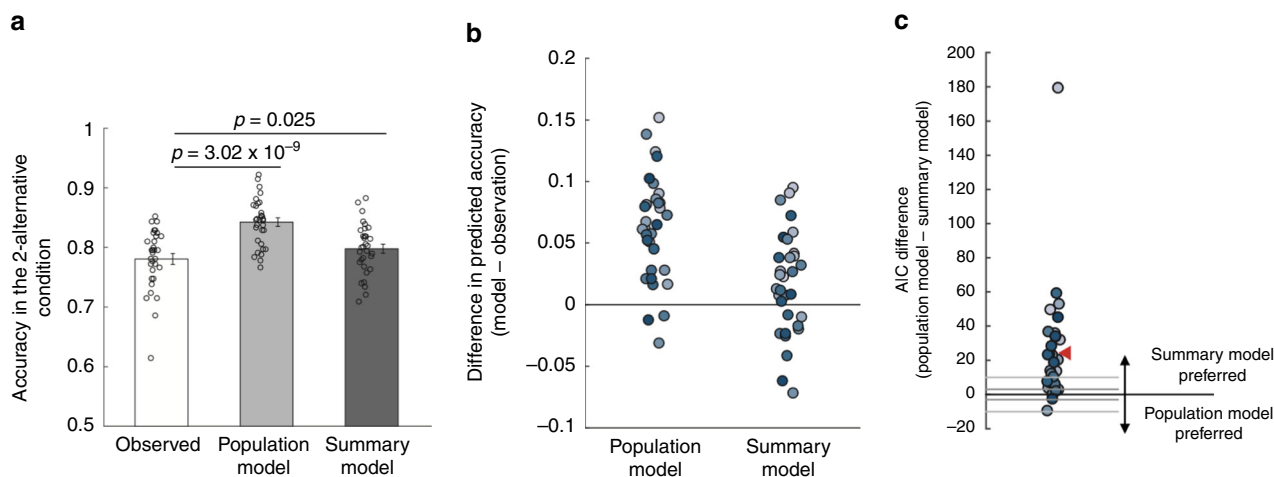 a
Accuracy in the 2-alternative
condition
1
0.9
0.8
0.7
0.6
0.5
p = 0.025
p = 3.02 x 10⁻⁹
Observed
Population
model
Summary
model
b
Difference in predicted accuracy
(model – observation)
0.2
0.15
0.1
0.05
0
–0.05
–0.1
Population
model
Summary
model
c
AIC difference
(population model – summary model)
200
180
160
140
120
100
80
60
40
20
0
–20
Summary model
preferred
Population model
preferred